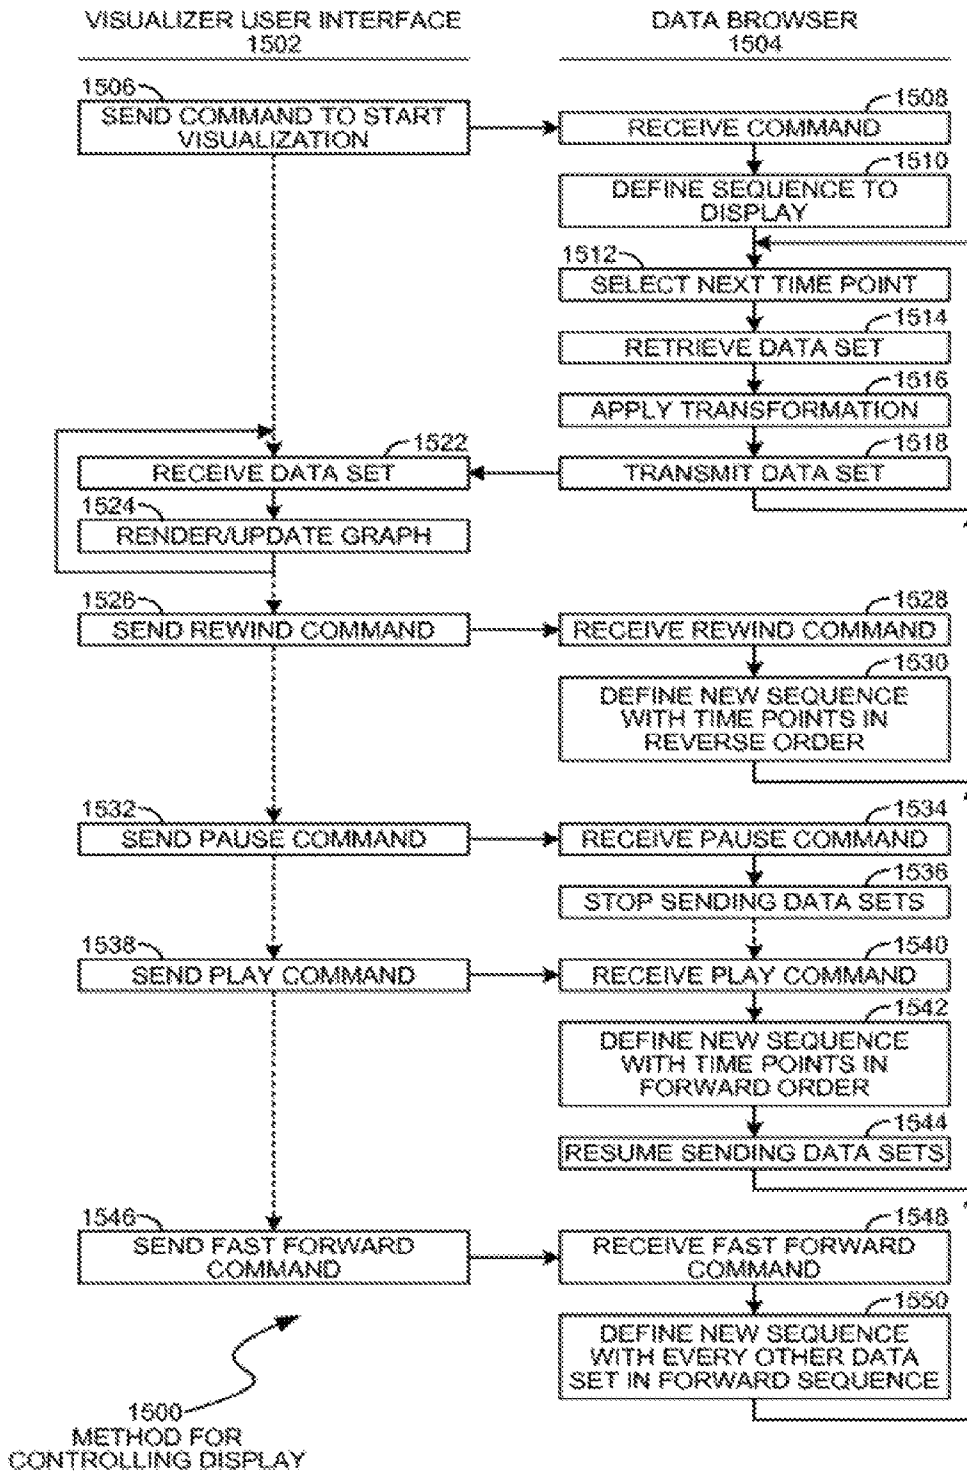 VISUALIZER USER INTERFACE
1502
DATA BROWSER
1504
1506
SEND COMMAND TO START
VISUALIZATION
1508
RECEIVE COMMAND
1510
DEFINE SEQUENCE TO
DISPLAY
1512
SELECT NEXT TIME POINT
1514
RETRIEVE DATA SET
1516
APPLY TRANSFORMATION
1522
RECEIVE DATA SET
1518
TRANSMIT DATA SET
1524
RENDER/UPDATE GRAPH
1526
SEND REWIND COMMAND
1528
RECEIVE REWIND COMMAND
1530
DEFINE NEW SEQUENCE
WITH TIME POINTS IN
REVERSE ORDER
1532
SEND PAUSE COMMAND
1534
RECEIVE PAUSE COMMAND
1536
STOP SENDING DATA SETS
1538
SEND PLAY COMMAND
1540
RECEIVE PLAY COMMAND
1542
DEFINE NEW SEQUENCE
WITH TIME POINTS IN
FORWARD ORDER
1544
RESUME SENDING DATA SETS
1546
SEND FAST FORWARD
COMMAND
1548
RECEIVE FAST FORWARD
COMMAND
1550
DEFINE NEW SEQUENCE
WITH EVERY OTHER DATA
SET IN FORWARD SEQUENCE
1500
METHOD FOR
CONTROLLING DISPLAY